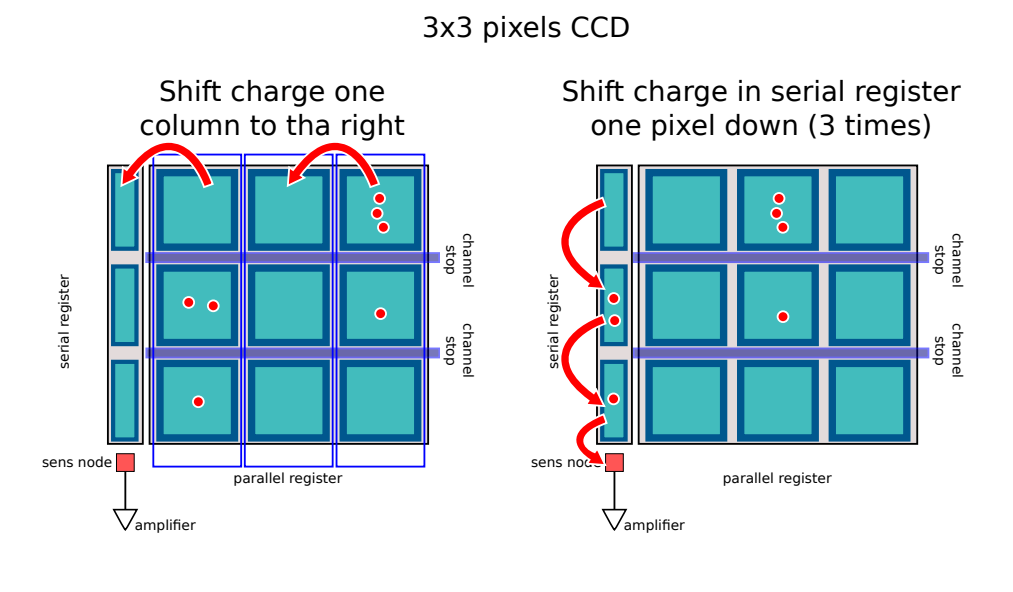 3x3 pixels CCD
Shift charge one
column to tha right
channel
stop
channel
stop
serial register
sens node
parallel register
amplifier
Shift charge in serial register
one pixel down (3 times)
channel
stop
channel
stop
serial register
sens node
parallel register
amplifier